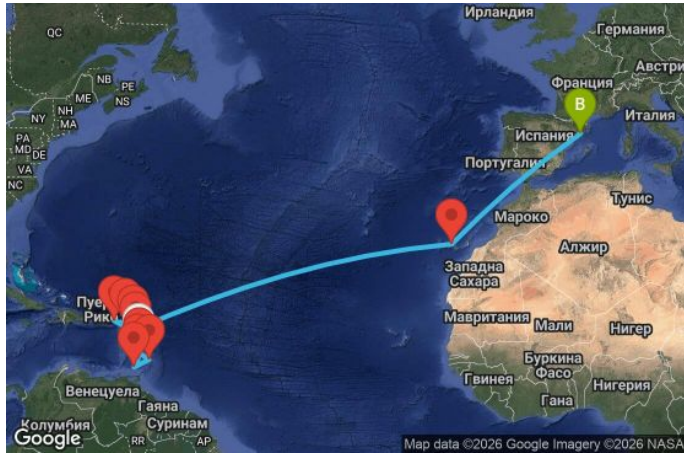 Ирландия
QC
Германия
NB
PE
Австри
ME
NS
Франция
NH
NY
MA
B
PA
Италия
MD
DE
Испания
VA
Португалия
NC
Тунис
Мароко
Алжир
Западна
Сахара
Рико
Мавритания
Мали
Нигер
Буркина
Фасо
Гвинея
Нигерия
Гана
Венецуела
Гаяна
Колумбия
Суринам
RR
AP
Google
Map data ©2026 Google Imagery ©2026 NASA